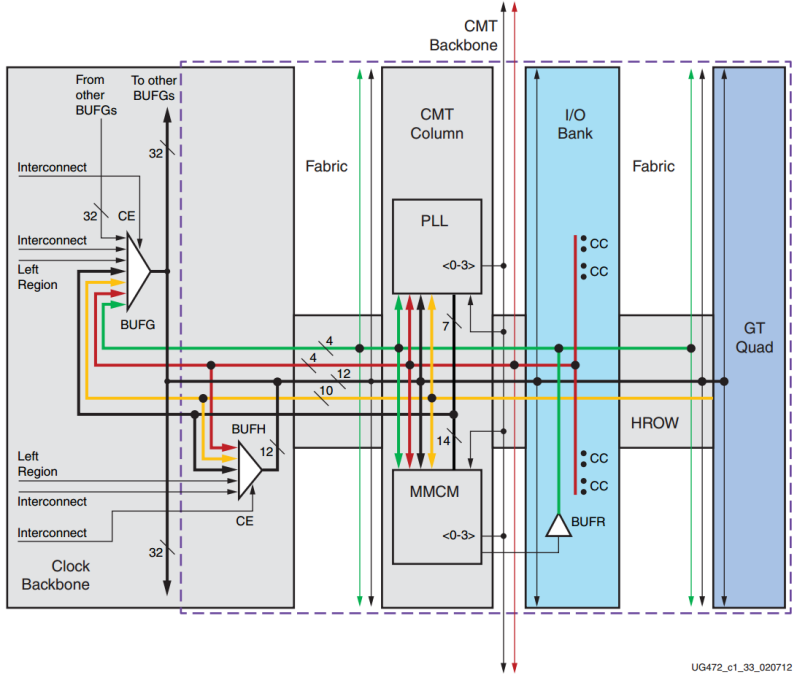 CMT
Backbone
From
other
BUFGs
To other
BUFGs
32
Interconnect
32
CE
Interconnect
Left
Region
BUFG
Fabric
CMT
Column
PLL
<0-3>
7
I/O
Bank
CC
CC
Fabric
GT
Quad
4
4
12
10
HROW
BUFH
12
14
Left
Region
Interconnect
CE
Interconnect
MMCM
<0-3>
CC
CC
BUFR
32
Clock
Backbone
UG472_c1_33_020712